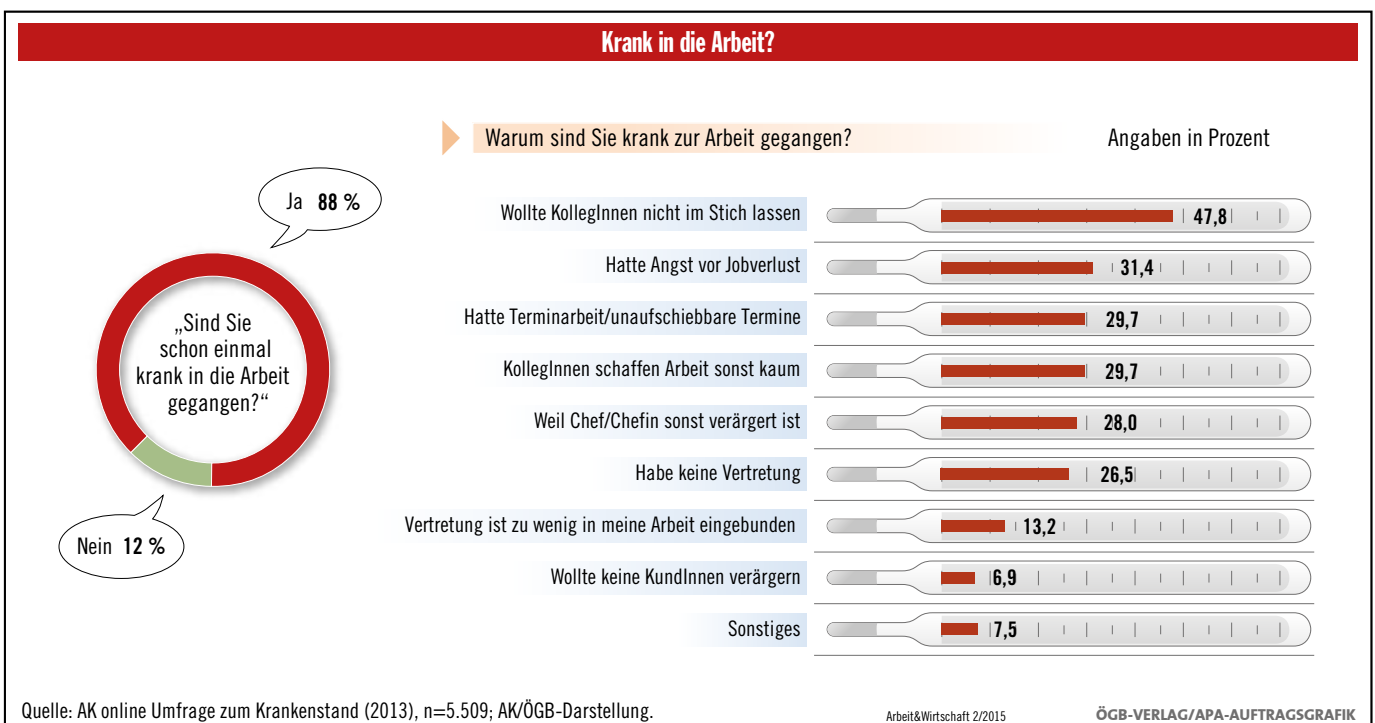 Krank in die Arbeit?
Warum sind Sie krank zur Arbeit gegangen?
Angaben in Prozent
Ja 88 %
„Sind Sie
schon einmal
krank in die Arbeit
gegangen?“
Nein 12 %
Wollte KollegInnen nicht im Stich lassen 47,8
Hatte Angst vor Jobverlust 31,4
Hatte Terminarbeit/unaufschiebbare Termine 29,7
KollegInnen schaffen Arbeit sonst kaum 29,7
Weil Chef/Chefin sonst verärgert ist 28,0
Habe keine Vertretung 26,5
Vertretung ist zu wenig in meine Arbeit eingebunden 13,2
Wollte keine KundInnen verärgern 6,9
Sonstiges 7,5
Quelle: AK online Umfrage zum Krankenstand (2013), n=5.509; AK/ÖGB-Darstellung.
Arbeit&Wirtschaft 2/2015
ÖGB-VERLAG/APA-AUFTRAGSGRAFIK